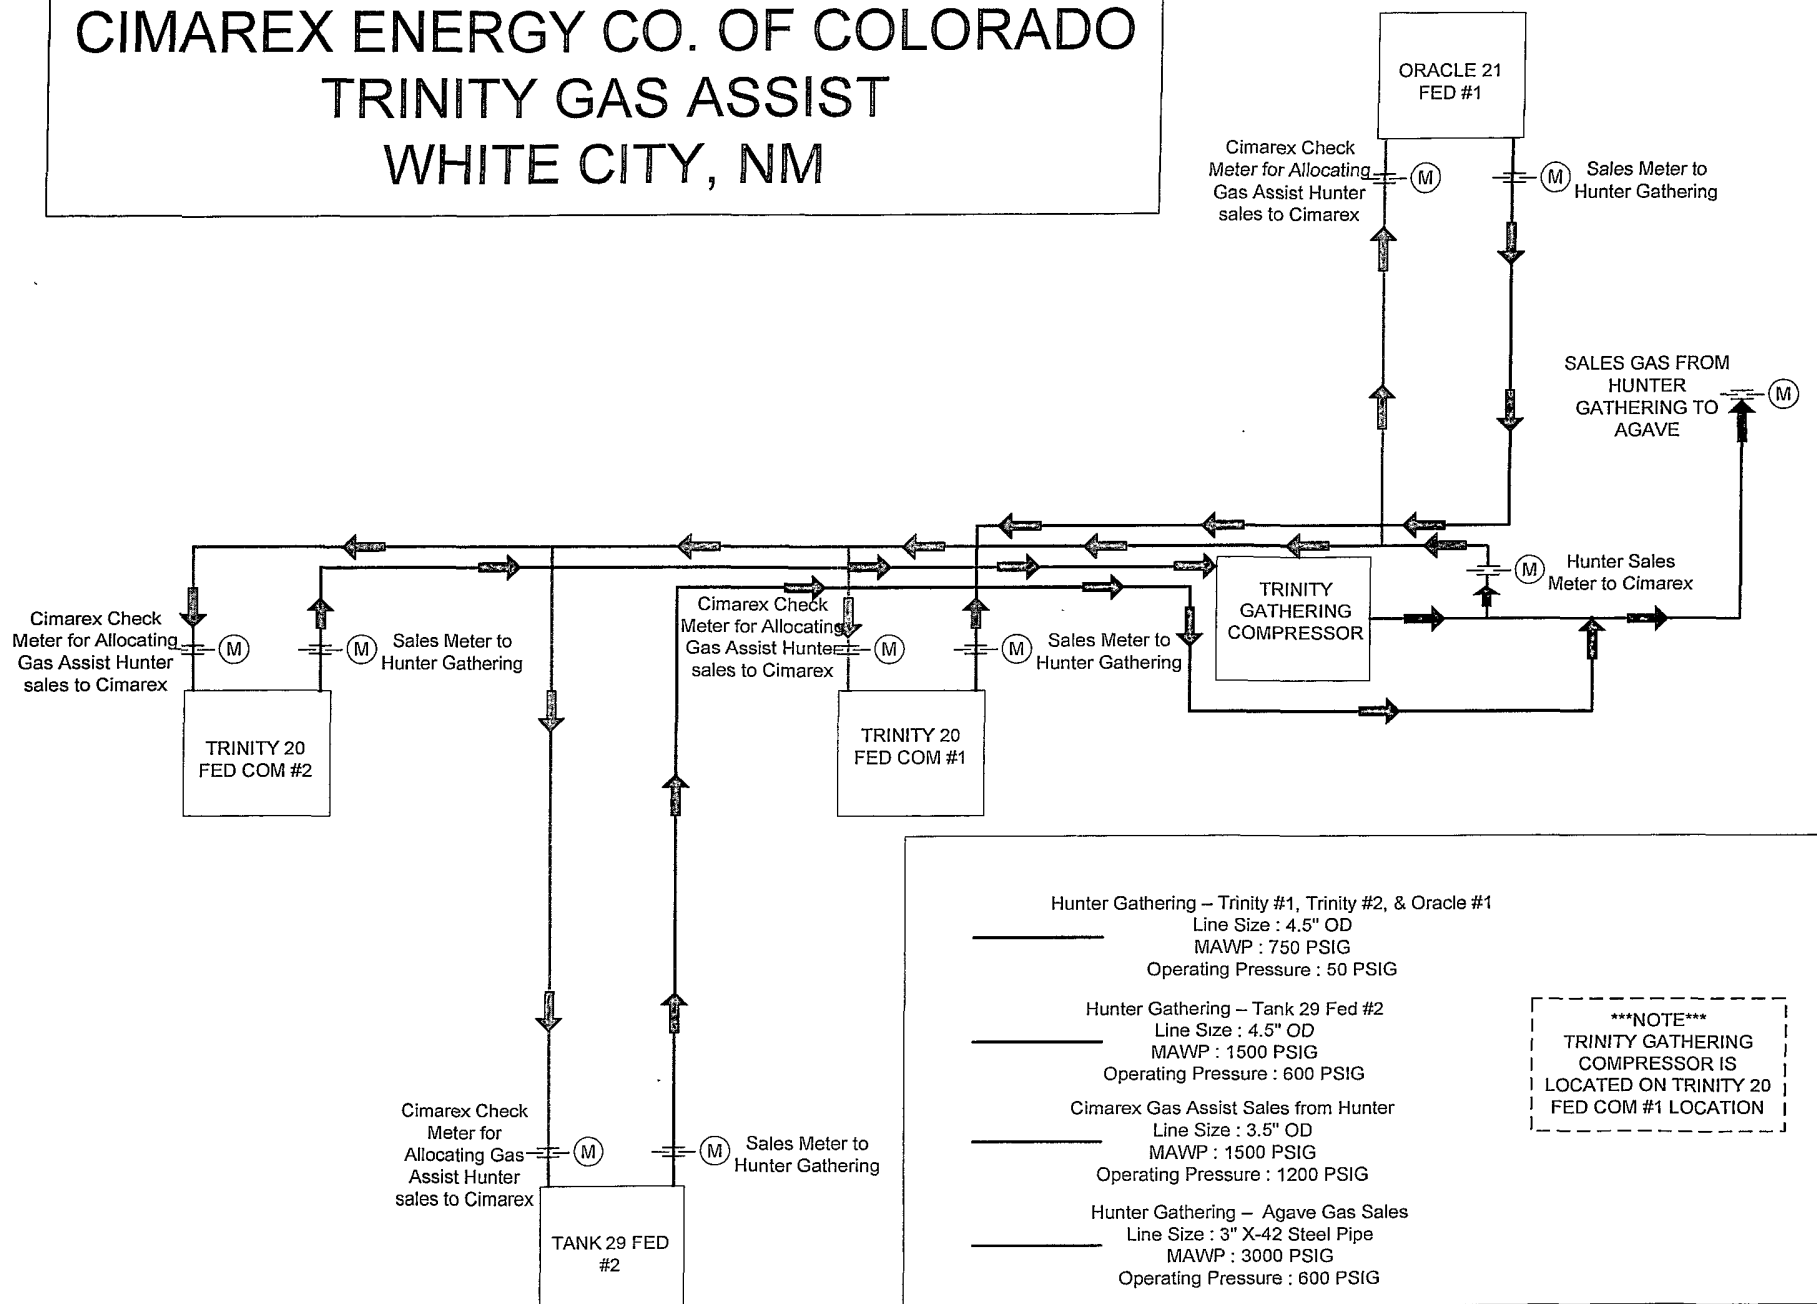 CIMAREX ENERGY CO. OF COLORADO
TRINITY GAS ASSIST
WHITE CITY, NM
ORACLE 21
FED #1
Cimarex Check
Meter for Allocating
Gas Assist Hunter
sales to Cimarex
M
M
Sales Meter to
Hunter Gathering
SALES GAS FROM
HUNTER
GATHERING TO
AGAVE
M
Hunter Sales
Meter to Cimarex
M
TRINITY
GATHERING
COMPRESSOR
Cimarex Check
Meter for Allocating
Gas Assist Hunter
sales to Cimarex
M
M
Sales Meter to
Hunter Gathering
TRINITY 20
FED COM #2
Cimarex Check
Meter for Allocating
Gas Assist Hunter
sales to Cimarex
M
M
Sales Meter to
Hunter Gathering
TRINITY 20
FED COM #1
Cimarex Check
Meter for
Allocating Gas
Assist Hunter
sales to Cimarex
M
M
Sales Meter to
Hunter Gathering
TANK 29 FED
#2
Hunter Gathering – Trinity #1, Trinity #2, & Oracle #1
Line Size : 4.5" OD
MAWP : 750 PSIG
Operating Pressure : 50 PSIG
Hunter Gathering – Tank 29 Fed #2
Line Size : 4.5" OD
MAWP : 1500 PSIG
Operating Pressure : 600 PSIG
Cimarex Gas Assist Sales from Hunter
Line Size : 3.5" OD
MAWP : 1500 PSIG
Operating Pressure : 1200 PSIG
Hunter Gathering – Agave Gas Sales
Line Size : 3" X-42 Steel Pipe
MAWP : 3000 PSIG
Operating Pressure : 600 PSIG
***NOTE***
TRINITY GATHERING
COMPRESSOR IS
LOCATED ON TRINITY 20
FED COM #1 LOCATION